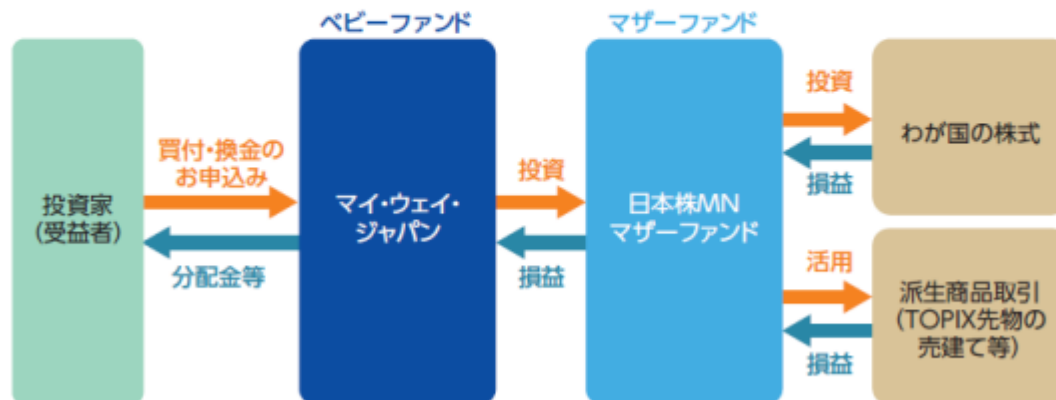 ベビーファンド
マザーファンド
投資家
(受益者)
買付・換金の
お申込み
分配金等
マイ・ウェイ・
ジャパン
投資
損益
日本株MN
マザーファンド
投資
損益
わが国の株式
活用
損益
派生商品取引
(TOPIX先物の
売建て等)